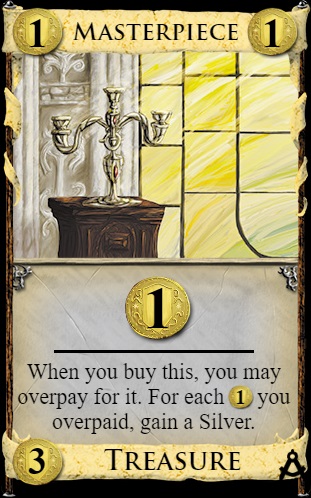 1 MASTERPIECE 1
1
When you buy this, you may
overpay for it. For each 1 you
overpaid, gain a Silver.
3 TREASURE